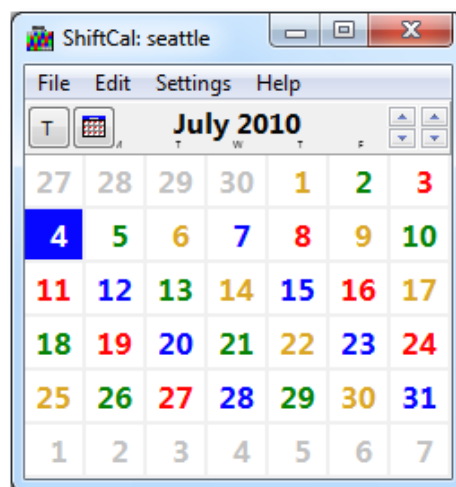 ShiftCal: seattle
File Edit Settings Help
T July 2010
T W T F
27 28 29 30 1 2 3
4 5 6 7 8 9 10
11 12 13 14 15 16 17
18 19 20 21 22 23 24
25 26 27 28 29 30 31
1 2 3 4 5 6 7